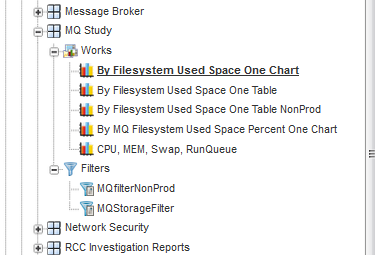 Message Broker
MQ Study
Works
By Filesystem Used Space One Chart
By Filesystem Used Space One Table
By Filesystem Used Space One Table NonProd
By MQ Filesystem Used Space Percent One Chart
CPU, MEM, Swap, RunQueue
Filters
MQfilterNonProd
MQStorageFilter
Network Security
RCC Investigation Reports